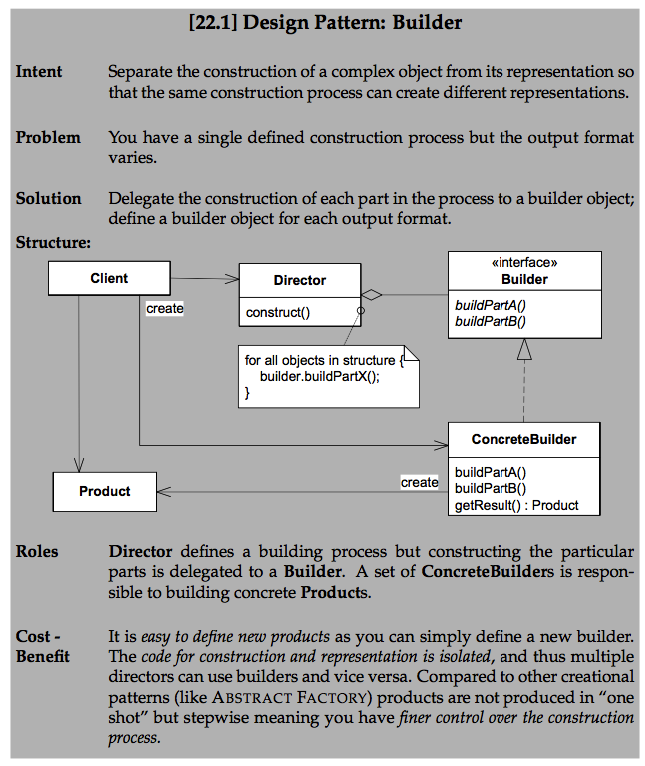 [22.1] Design Pattern: Builder
Intent Separate the construction of a complex object from its representation so
that the same construction process can create different representations.
Problem You have a single defined construction process but the output format
varies.
Solution Delegate the construction of each part in the process to a builder object;
define a builder object for each output format.
Structure:
Client
Director
construct()
«interface»
Builder
buildPartA()
buildPartB()
create
for all objects in structure {
builder.buildPartX();
}
ConcreteBuilder
buildPartA()
buildPartB()
getResult() : Product
create
Product
Roles Director defines a building process but constructing the particular
parts is delegated to a Builder. A set of ConcreteBuilders is respon-
sible to building concrete Products.
Cost - It is easy to define new products as you can simply define a new builder.
Benefit The code for construction and representation is isolated, and thus multiple
directors can use builders and vice versa. Compared to other creational
patterns (like ABSTRACT FACTORY) products are not produced in “one
shot” but stepwise meaning you have finer control over the construction
process.